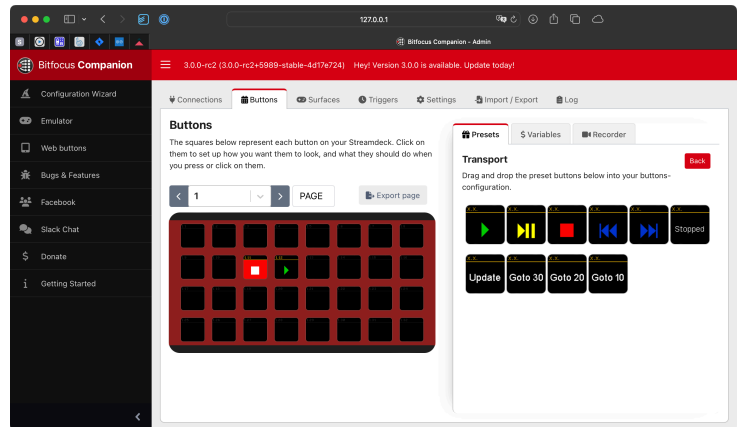 127.0.0.1
Bitfocus Companion - Admin
Bitfocus Companion
3.0.0-rc2 (3.0.0-rc2+5989-stable-4d17e724) Hey! Version 3.0.0 is available. Update today!
Configuration Wizard
Emulator
Web buttons
Bugs & Features
Facebook
Slack Chat
Donate
Getting Started
Connections Buttons Surfaces Triggers Settings Import / Export Log
Buttons
The squares below represent each button on your Streamdeck. Click on
them to set up how you want them to look, and what they should do when
you press or click on them.
1 PAGE Export page
Presets $ Variables Recorder
Transport Back
Drag and drop the preset buttons below into your buttons-
configuration.
X.X. X.X. X.X. X.X. X.X. X.X.
Stopped
X.X. X.X. X.X. X.X.
Update Goto 30 Goto 20 Goto 10